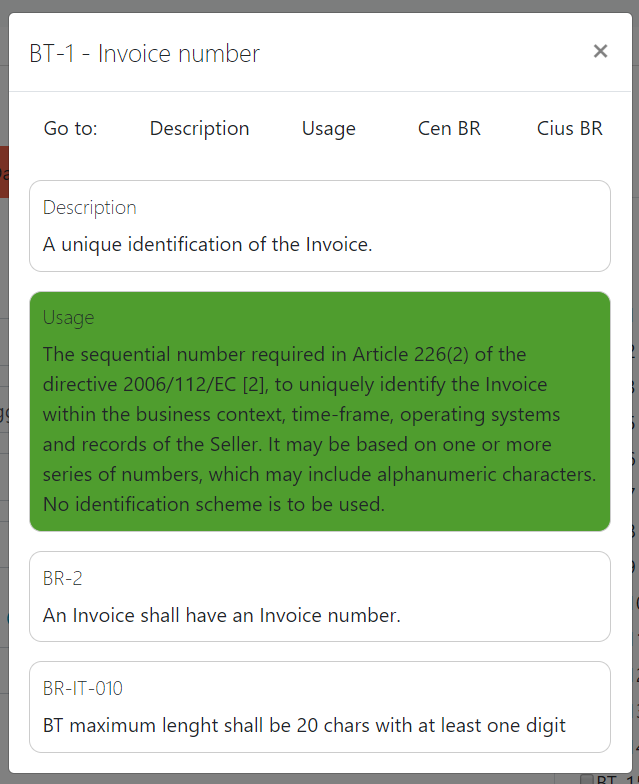 BT-1 - Invoice number ×
Go to: Description Usage Cen BR Cius BR
Description
A unique identification of the Invoice.
Usage
The sequential number required in Article 226(2) of the
directive 2006/112/EC [2], to uniquely identify the Invoice
within the business context, time-frame, operating systems
and records of the Seller. It may be based on one or more
series of numbers, which may include alphanumeric characters.
No identification scheme is to be used.
BR-2
An Invoice shall have an Invoice number.
BR-IT-010
BT maximum lenght shall be 20 chars with at least one digit